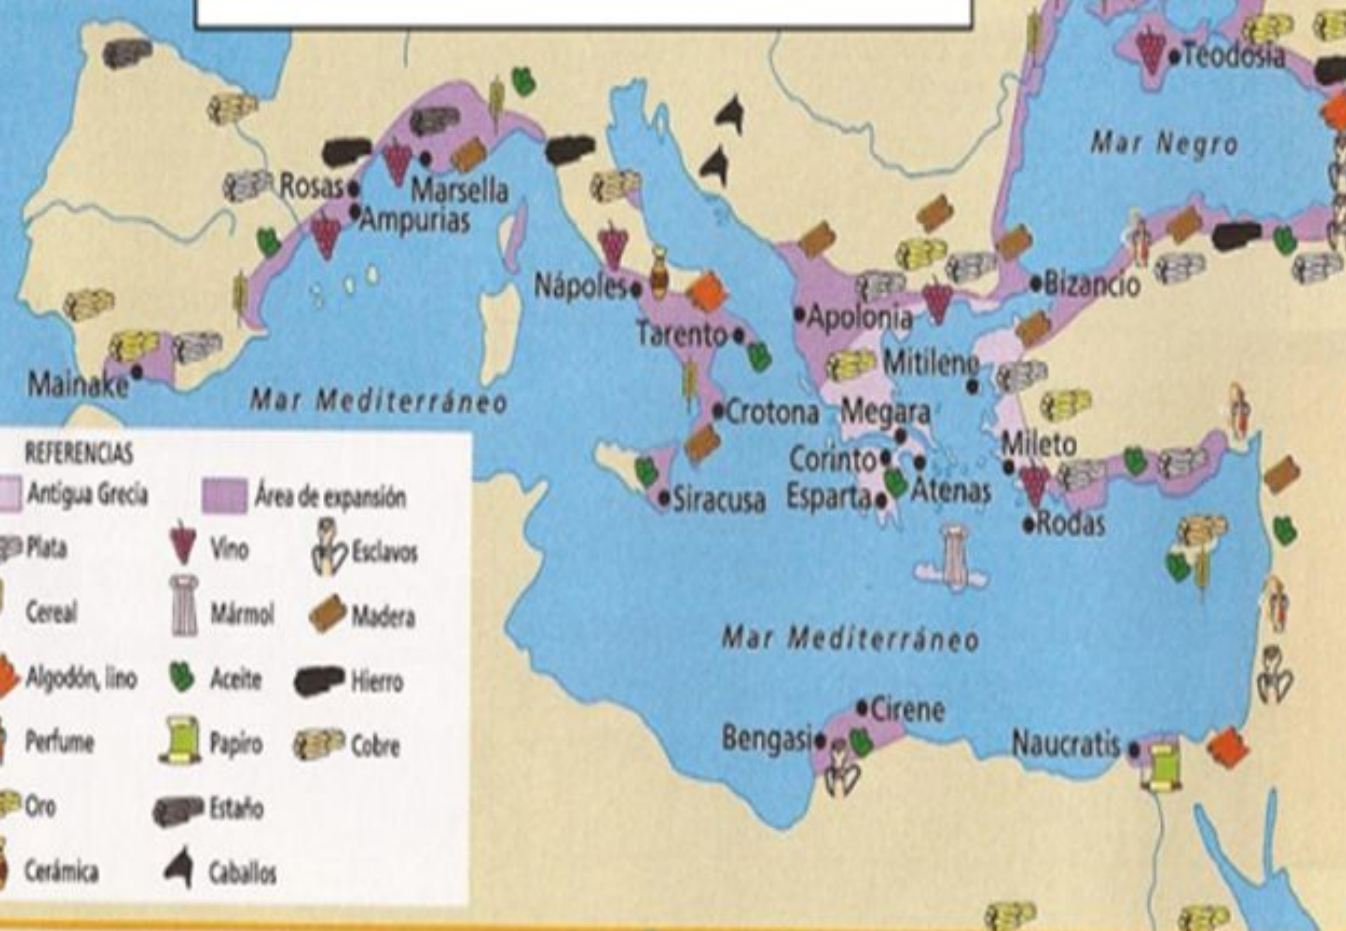 Teodosia
Mar Negro
Rosas
Marsella
Ampurias
Nápoles
Bizancio
Apolonia
Tarento
Mitilene
Mainake
Mar Mediterráneo
Crotona
Megara
Mileto
Corinto
Atenas
Esparta
Siracusa
Rodas
Mar Mediterráneo
Cirene
Bengasi
Naucratis
REFERENCIAS
Antigua Grecia
Área de expansión
Plata
Vino
Esclavos
Cereal
Mármol
Madera
Algodón, lino
Aceite
Hierro
Perfume
Papiro
Cobre
Oro
Estaño
Cerámica
Caballos